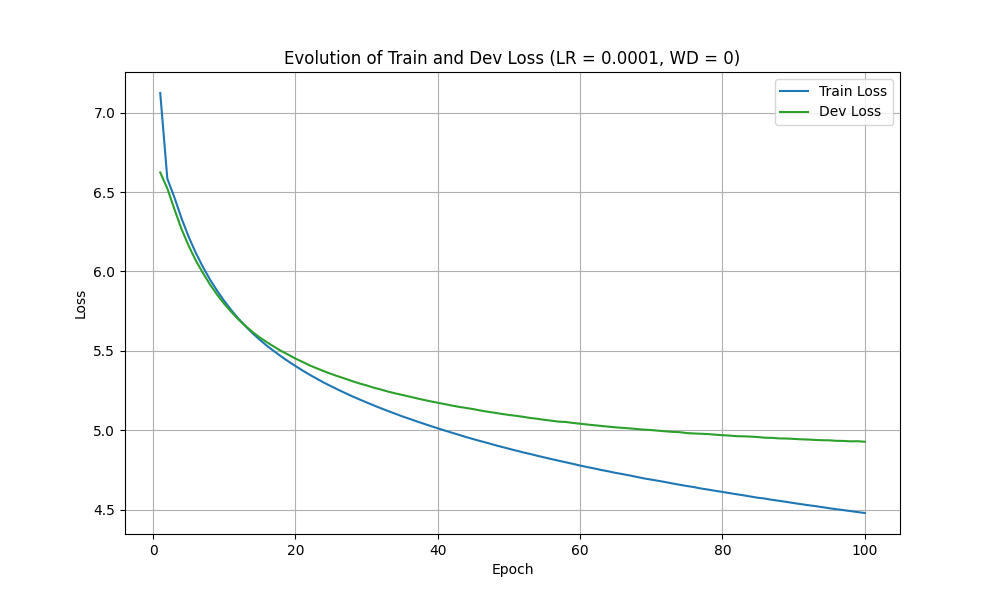 Evolution of Train and Dev Loss (LR = 0.0001, WD = 0)
Train Loss
Dev Loss
7.0
6.5
6.0
5.5
5.0
4.5
Loss
0 20 40 60 80 100
Epoch